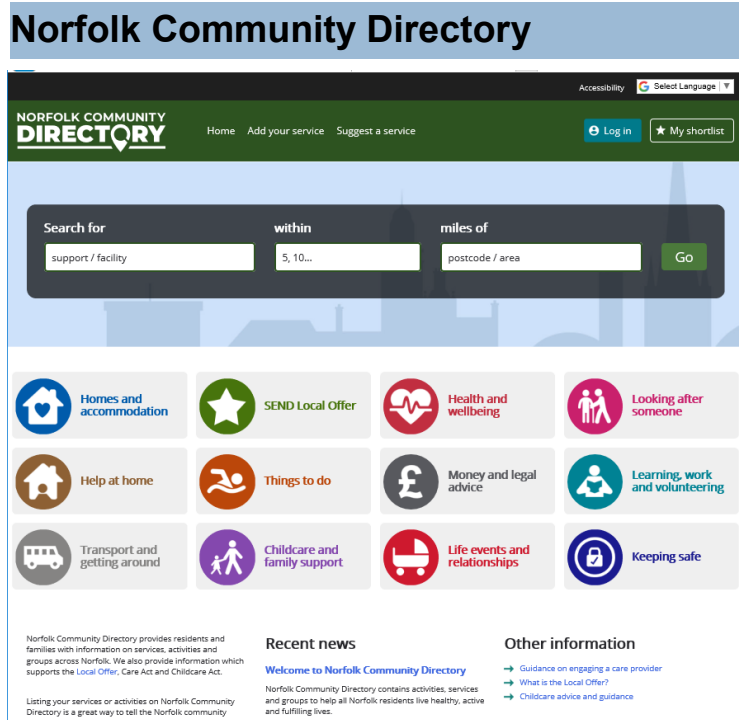 Norfolk Community Directory
Accessibility
G Select Language ▼
NORFOLK COMMUNITY
DIRECTORY
Home Add your service Suggest a service
Log in
My shortlist
Search for
within
miles of
support / facility
5, 10...
postcode / area
Go
Homes and
accommodation
SEND Local Offer
Health and
wellbeing
Looking after
someone
Help at home
Things to do
£
Money and legal
advice
Learning, work
and volunteering
Transport and
getting around
Childcare and
family support
Life events and
relationships
Keeping safe
Norfolk Community Directory provides residents and
families with information on services, activities and
groups across Norfolk. We also provide information which
supports the Local Offer, Care Act and Childcare Act.
Listing your services or activities on Norfolk Community
Directory is a great way to tell the Norfolk community
Recent news
Welcome to Norfolk Community Directory
Norfolk Community Directory contains activities, services
and groups to help all Norfolk residents live healthy, active
and fulfilling lives.
Other information
→ Guidance on engaging a care provider
→ What is the Local Offer?
→ Childcare advice and guidance